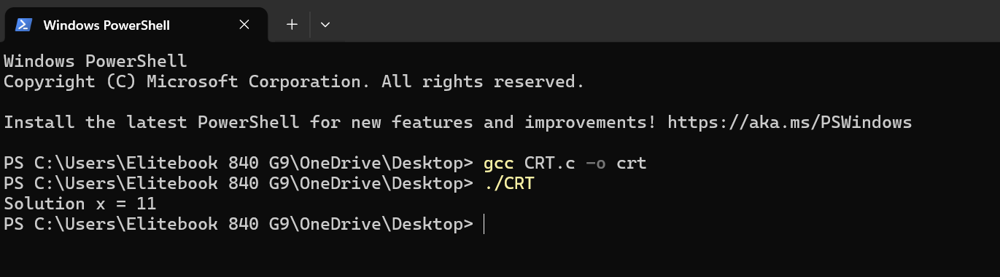 Windows PowerShell
Windows PowerShell
Copyright (C) Microsoft Corporation. All rights reserved.
Install the latest PowerShell for new features and improvements! https://aka.ms/PSWindows
PS C:\Users\Elitebook 840 G9\OneDrive\Desktop> gcc CRT.c -o crt
PS C:\Users\Elitebook 840 G9\OneDrive\Desktop> ./CRT
Solution x = 11
PS C:\Users\Elitebook 840 G9\OneDrive\Desktop>